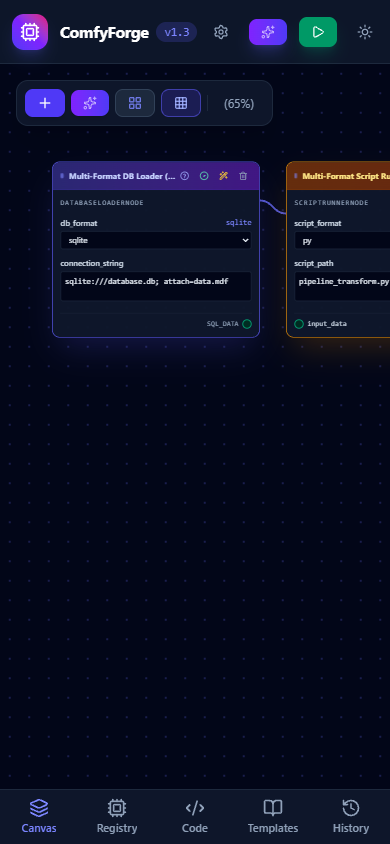 ComfyForge v1.3
(65%)
Multi-Format DB Loader (...
Multi-Format Script Ru
DATABASELOADERNODE
SCRIPTRUNNERNODE
db_format sqlite
script_format
sqlite
py
connection_string
script_path
sqlite:///database.db; attach=data.mdf
pipeline_transform.py
SQL_DATA
input_data
Canvas
Registry
Code
Templates
History